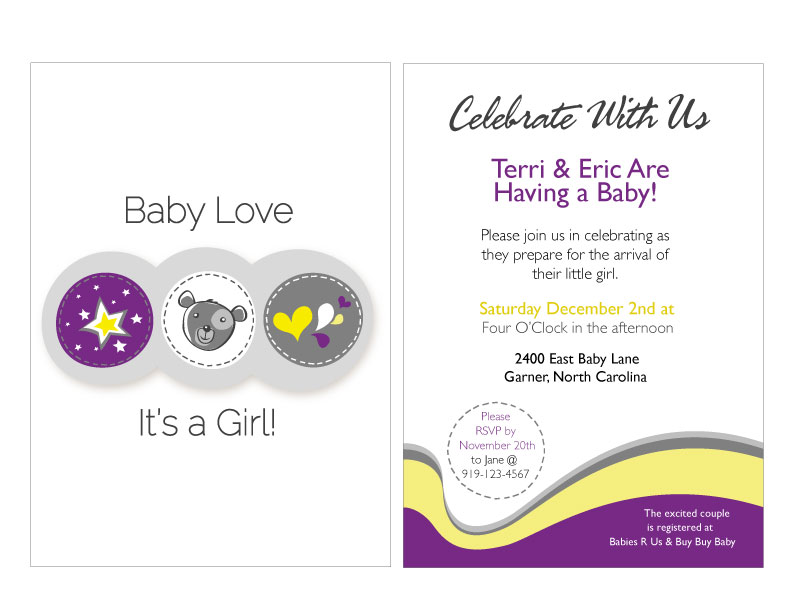 Baby Love
It's a Girl!
Celebrate With Us
Terri & Eric Are
Having a Baby!
Please join us in celebrating as
they prepare for the arrival of
their little girl.
Saturday December 2nd at
Four O'Clock in the afternoon
2400 East Baby Lane
Garner, North Carolina
Please
RSVP by
November 20th
to Jane @
919-123-4567
The excited couple
is registered at
Babies R Us & Buy Buy Baby